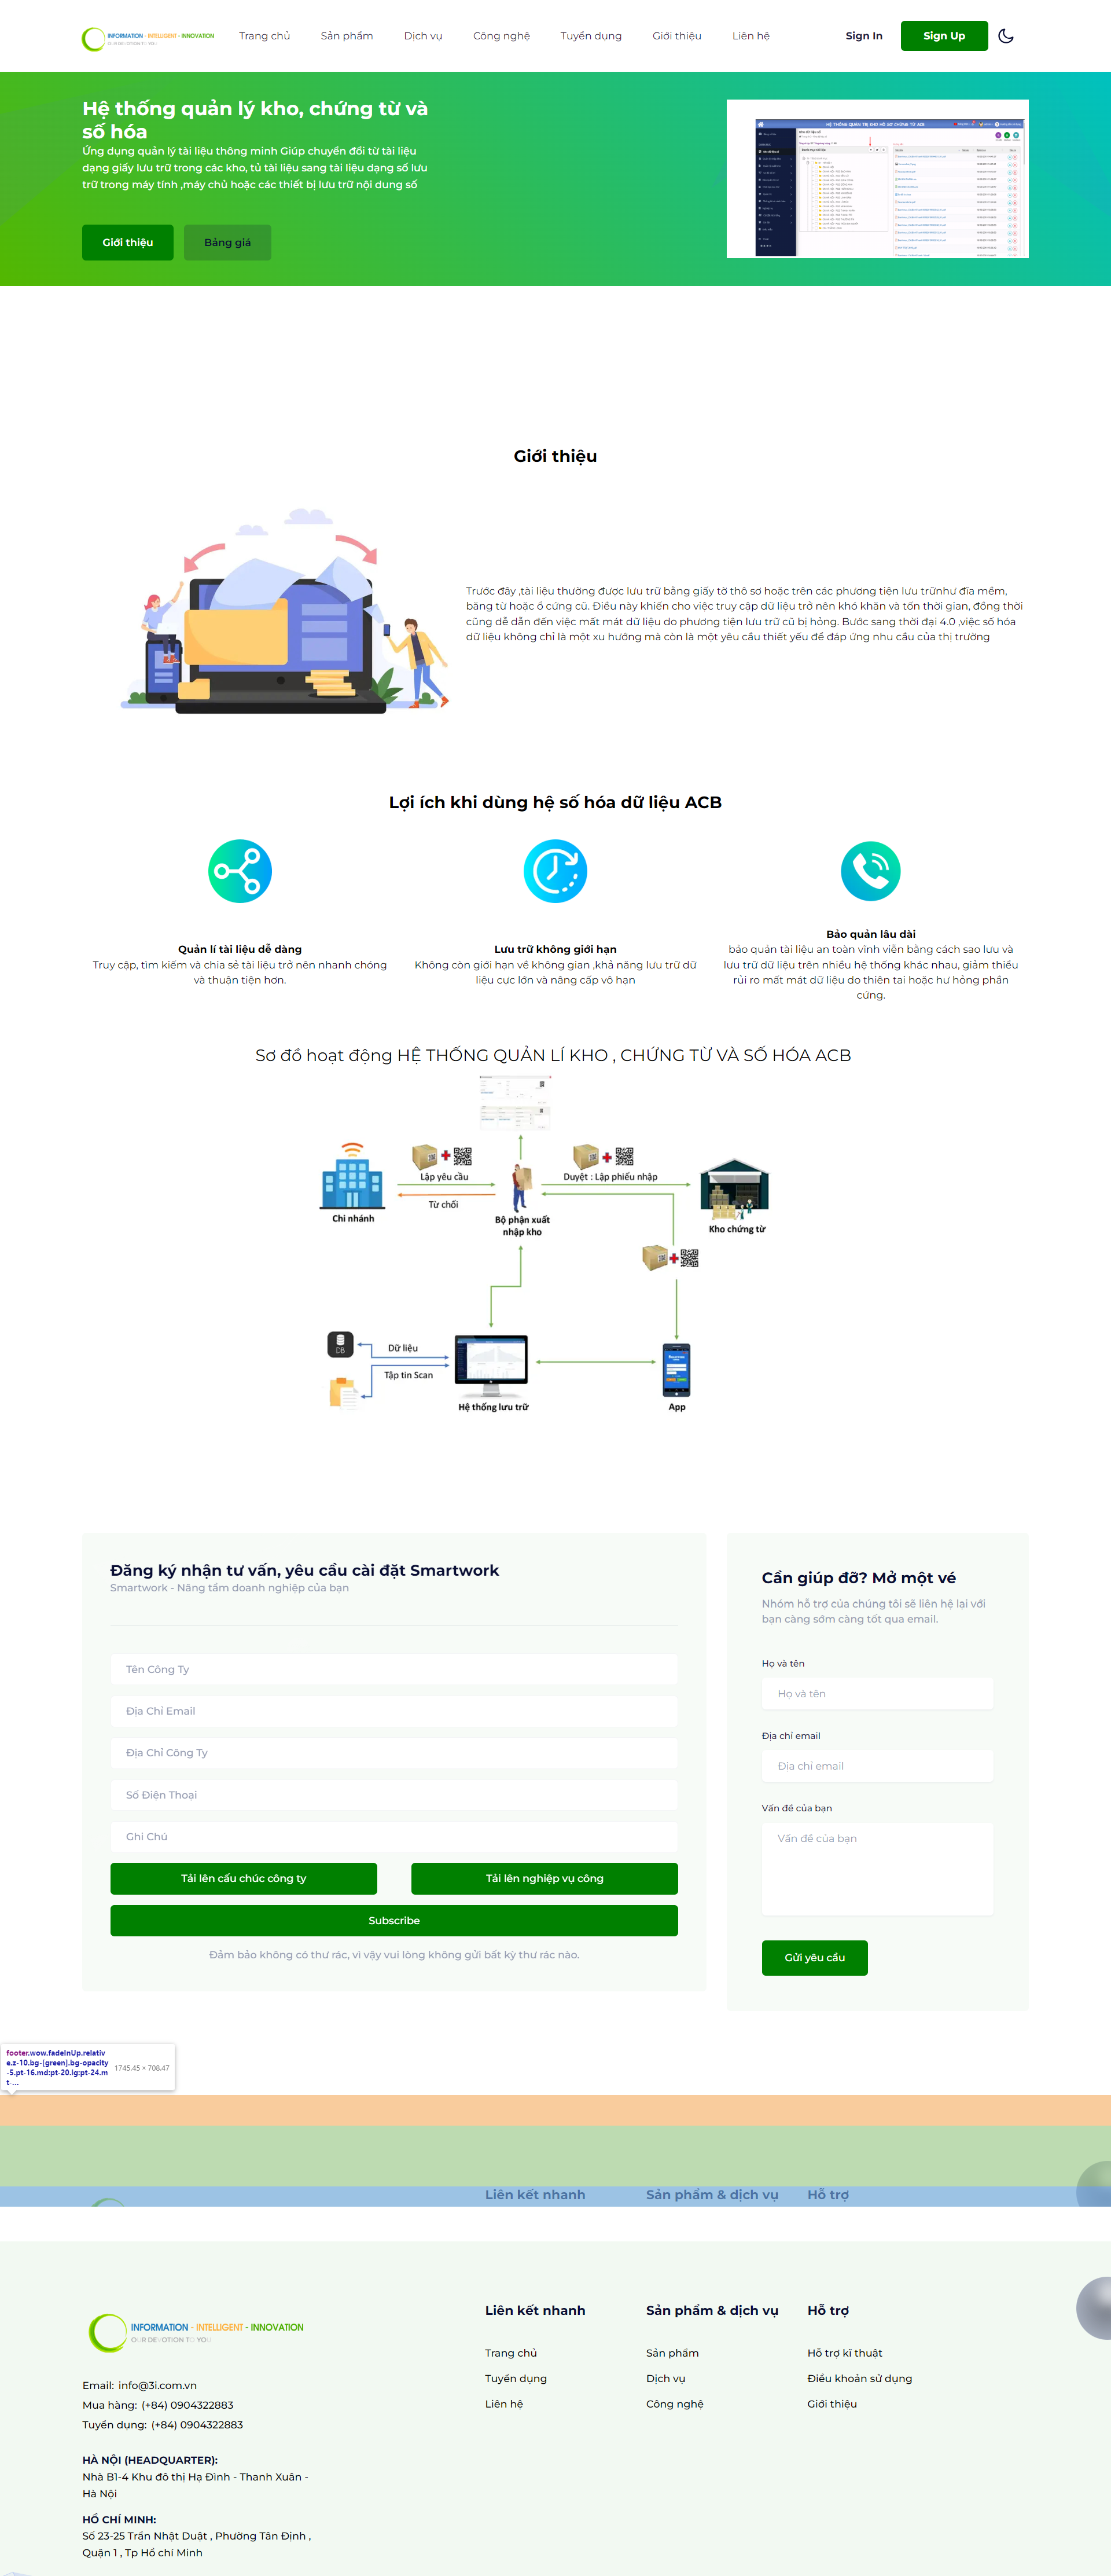 INFORMATION - INTELLIGENT - INNOVATION
Trang chủ
Sản phẩm
Dịch vụ
Công nghệ
Tuyển dụng
Giới thiệu
Liên hệ
Sign In
Sign Up
Hệ thống quản lý kho, chứng từ và
số hóa
Ứng dụng quản lý tài liệu thông minh Giúp chuyển đổi từ tài liệu
dạng giấy lưu trữ trong các kho, tủ tài liệu sang tài liệu dạng số lưu
trữ trong máy tính ,máy chủ hoặc các thiết bị lưu trữ nội dung số
Giới thiệu
Bảng giá
HỆ THỐNG QUẢN TRỊ KHO HỒ SƠ CHỨNG TỪ ACB
Giới thiệu
Trước đây ,tài liệu thường được lưu trữ bằng giấy tờ thô sơ hoặc trên các phương tiện lưu trữnhư đĩa mềm,
băng từ hoặc ổ cứng cũ. Điều này khiến cho việc truy cập dữ liệu trở nên khó khăn và tốn thời gian, đồng thời
cũng dễ dẫn đến việc mất mát dữ liệu do phương tiện lưu trữ cũ bị hỏng. Bước sang thời đại 4.0 ,việc số hóa
dữ liệu không chỉ là một xu hướng mà còn là một yêu cầu thiết yếu để đáp ứng nhu cầu của thị trường
Lợi ích khi dùng hệ số hóa dữ liệu ACB
Quản lí tài liệu dễ dàng
Truy cập, tìm kiếm và chia sẻ tài liệu trở nên nhanh chóng
và thuận tiện hơn.
Lưu trữ không giới hạn
Không còn giới hạn về không gian ,khả năng lưu trữ dữ
liệu cực lớn và nâng cấp vô hạn
Bảo quản lâu dài
bảo quản tài liệu an toàn vĩnh viễn bằng cách sao lưu và
lưu trữ dữ liệu trên nhiều hệ thống khác nhau, giảm thiểu
rủi ro mất mát dữ liệu do thiên tai hoặc hư hỏng phần
cứng.
Sơ đồ hoạt động HỆ THỐNG QUẢN LÍ KHO , CHỨNG TỪ VÀ SỐ HÓA ACB
Lập yêu cầu
Duyệt : Lập phiếu nhập
Từ chối
Chi nhánh
Bộ phận xuất
nhập kho
Kho chứng từ
DB
Dữ liệu
Tập tin Scan
Hệ thống lưu trữ
App
Đăng ký nhận tư vấn, yêu cầu cài đặt Smartwork
Smartwork - Nâng tầm doanh nghiệp của bạn
Tên Công Ty
Địa Chỉ Email
Địa Chỉ Công Ty
Số Điện Thoại
Ghi Chú
Tải lên cấu chúc công ty
Tải lên nghiệp vụ công
Subscribe
Đảm bảo không có thư rác, vì vậy vui lòng không gửi bất kỳ thư rác nào.
Cần giúp đỡ? Mở một vé
Nhóm hỗ trợ của chúng tôi sẽ liên hệ lại với
bạn càng sớm càng tốt qua email.
Họ và tên
Họ và tên
Địa chỉ email
Địa chỉ email
Vấn đề của bạn
Vấn đề của bạn
Gửi yêu cầu
footer.wow.fadeInUp.relativ
e.z-10.bg-[green].bg-opacity
-5.pt-16.md:pt-20.lg:pt-24.m
t-...
1745.45 × 708.47
Liên kết nhanh
Sản phẩm & dịch vụ
Hỗ trợ
INFORMATION - INTELLIGENT - INNOVATION
OUR DEVOTION TO YOU
Email: info@3i.com.vn
Mua hàng: (+84) 0904322883
Tuyển dụng: (+84) 0904322883
HÀ NỘI (HEADQUARTER):
Nhà B1-4 Khu đô thị Hạ Đình - Thanh Xuân -
Hà Nội
HỒ CHÍ MINH:
Số 23-25 Trần Nhật Duật , Phường Tân Định ,
Quận 1 , Tp Hồ chí Minh
Liên kết nhanh
Trang chủ
Tuyển dụng
Liên hệ
Sản phẩm & dịch vụ
Sản phẩm
Dịch vụ
Công nghệ
Hỗ trợ
Hỗ trợ kĩ thuật
Điều khoản sử dụng
Giới thiệu